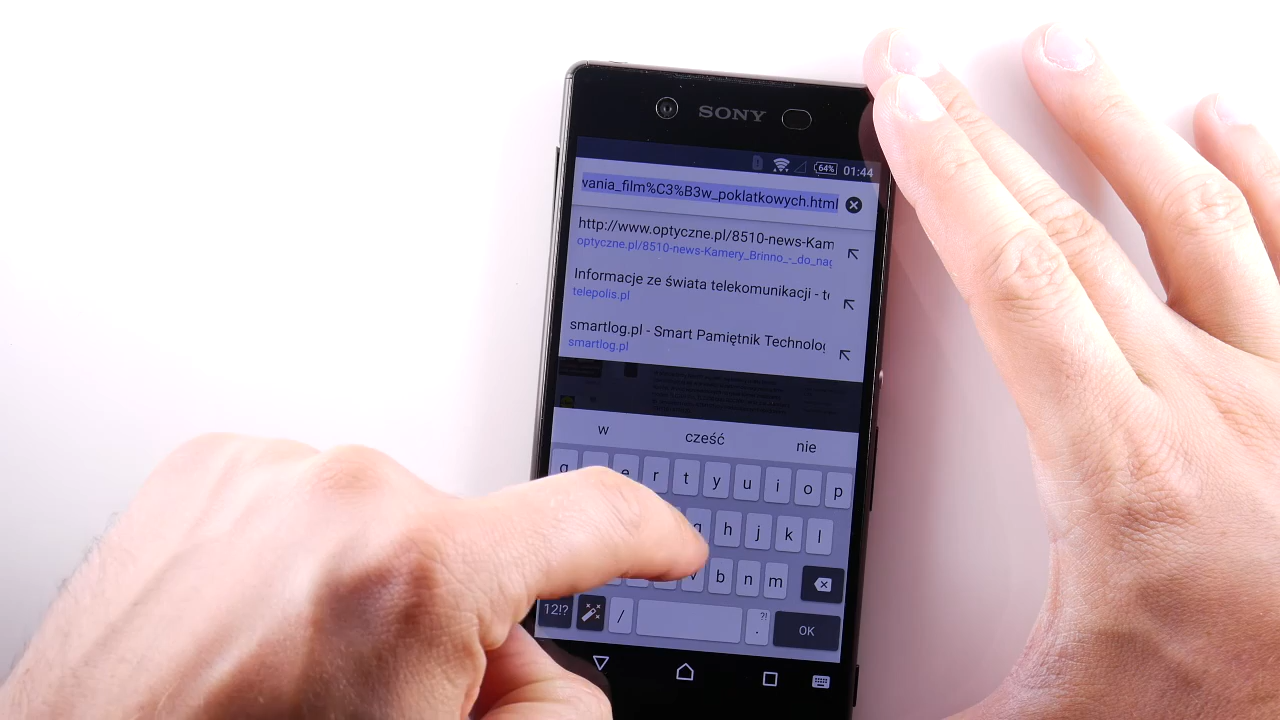 SONY
64% 01:44
vania_film%C3%B3w_poklatkowych.html
http://www.optyczne.pl/8510-news-Kam
optyczne.pl/8510-news-Kamery_Brinno_-_do_nag
Informacje ze świata telekomunikacji - te
telepolis.pl
smartlog.pl - Smart Pamiętnik Technolog
smartlog.pl
w cześć nie
q e r t y u i o p
g h j k l
v b n m
12!? / ?! . OK